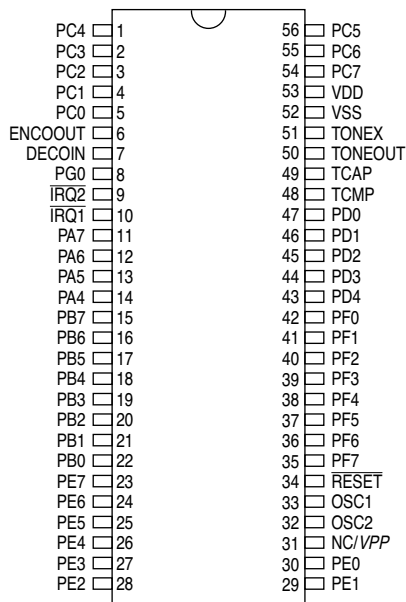 PC4 1 56 PC5
PC3 2 55 PC6
PC2 3 54 PC7
PC1 4 53 VDD
PC0 5 52 VSS
ENCOOUT 6 51 TONEX
DECOIN 7 50 TONEOUT
PG0 8 49 TCAP
IRQ2 9 48 TCMP
IRQ1 10 47 PD0
PA7 11 46 PD1
PA6 12 45 PD2
PA5 13 44 PD3
PA4 14 43 PD4
PB7 15 42 PF0
PB6 16 41 PF1
PB5 17 40 PF2
PB4 18 39 PF3
PB3 19 38 PF4
PB2 20 37 PF5
PB1 21 36 PF6
PB0 22 35 PF7
PE7 23 34 RESET
PE6 24 33 OSC1
PE5 25 32 OSC2
PE4 26 31 NC/VPP
PE3 27 30 PE0
PE2 28 29 PE1